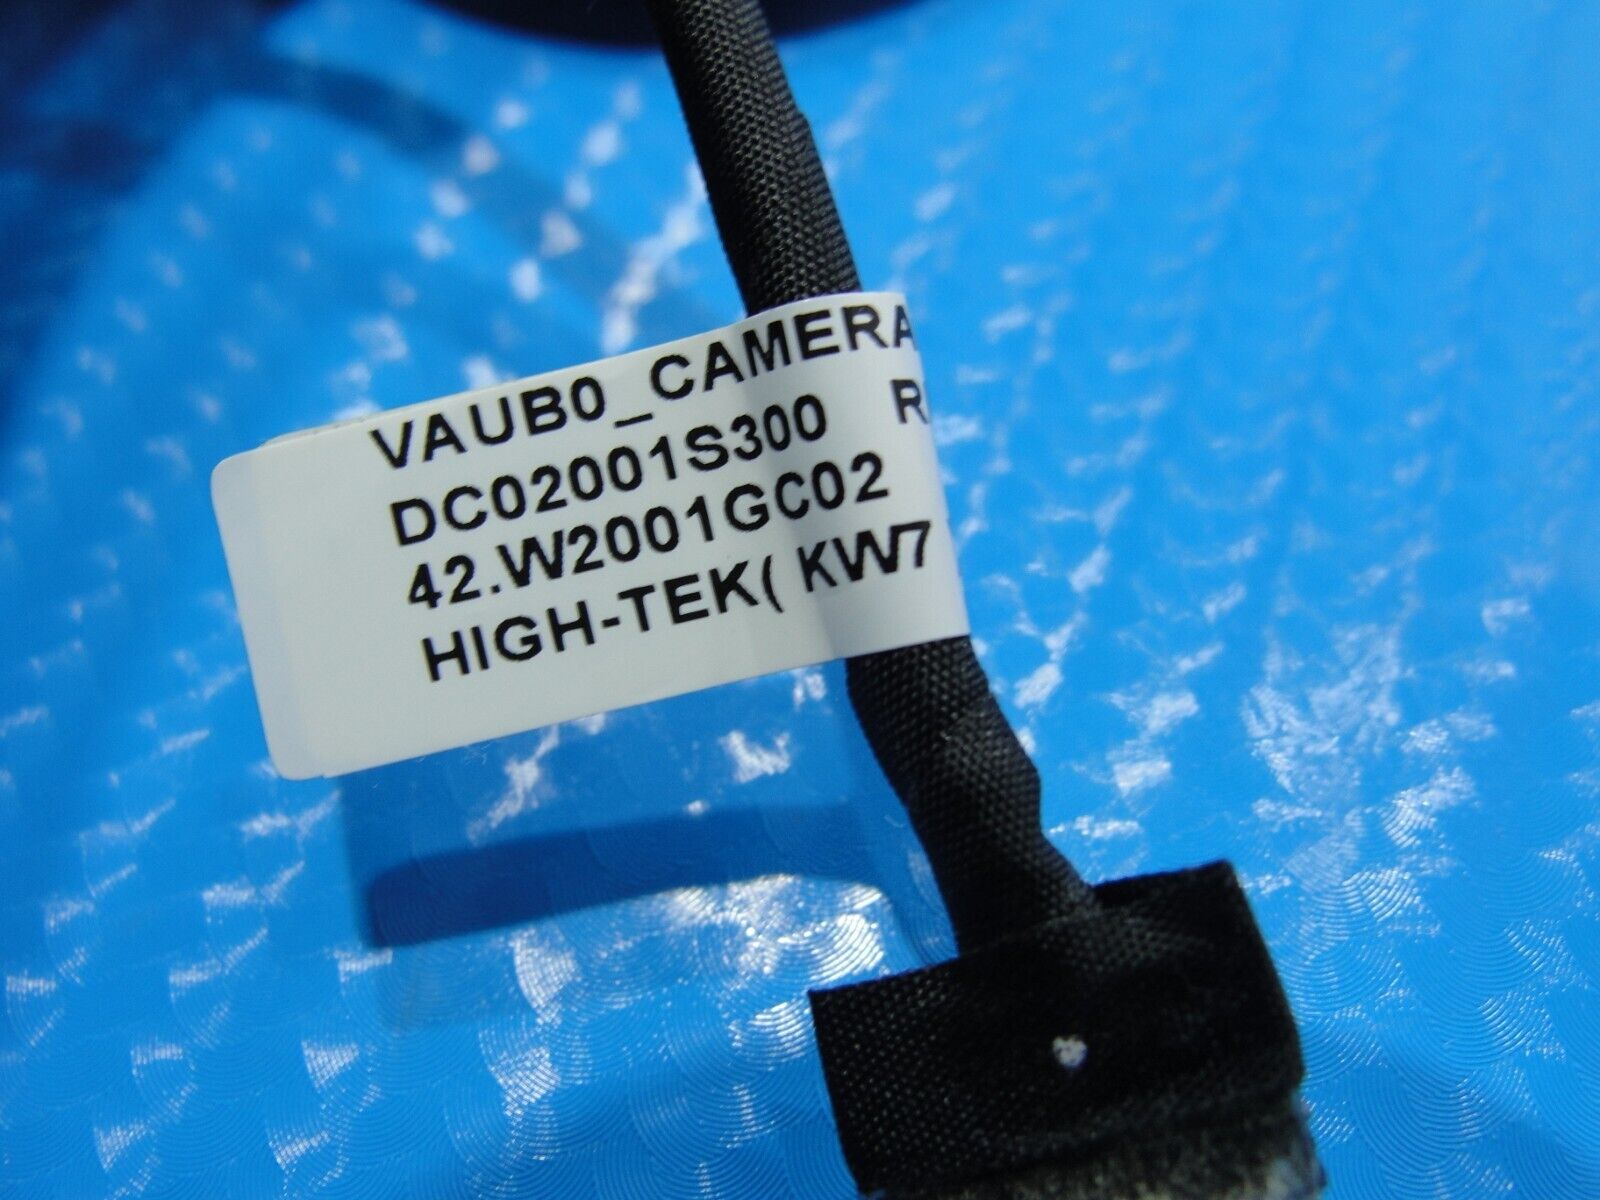 VAUB0_CAMERA
DC02001S300
42.W2001GC02
HIGH-TEK( KW7